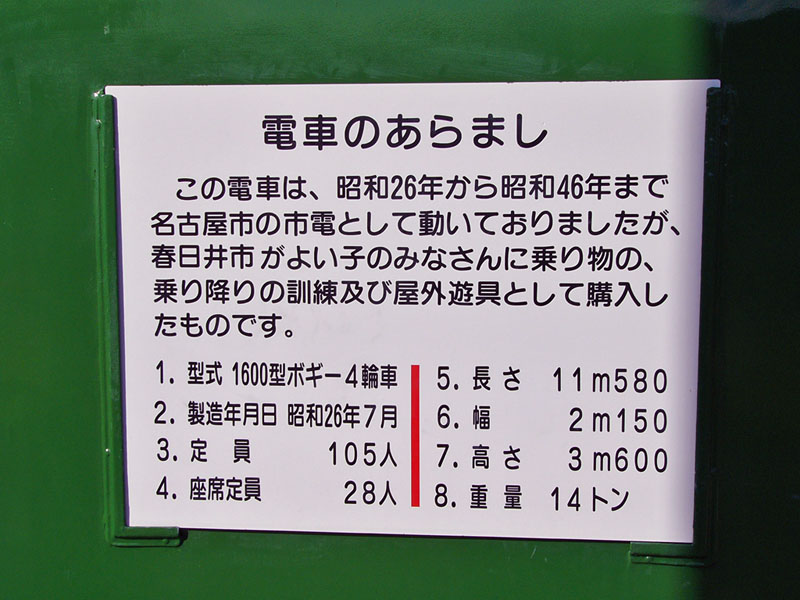 電車のあらまし
この電車は、昭和26年から昭和46年まで
名古屋市の市電として動いておりましたが、
春日井市がよい子のみなさんに乗り物の、
乗り降りの訓練及び屋外遊具として購入し
たものです。
1. 型式 1600型ボギー4輪車
2. 製造年月日 昭和26年7月
3. 定員 105人
4. 座席定員 28人
5. 長さ 11m580
6. 幅 2m150
7. 高さ 3m600
8. 重量 14トン